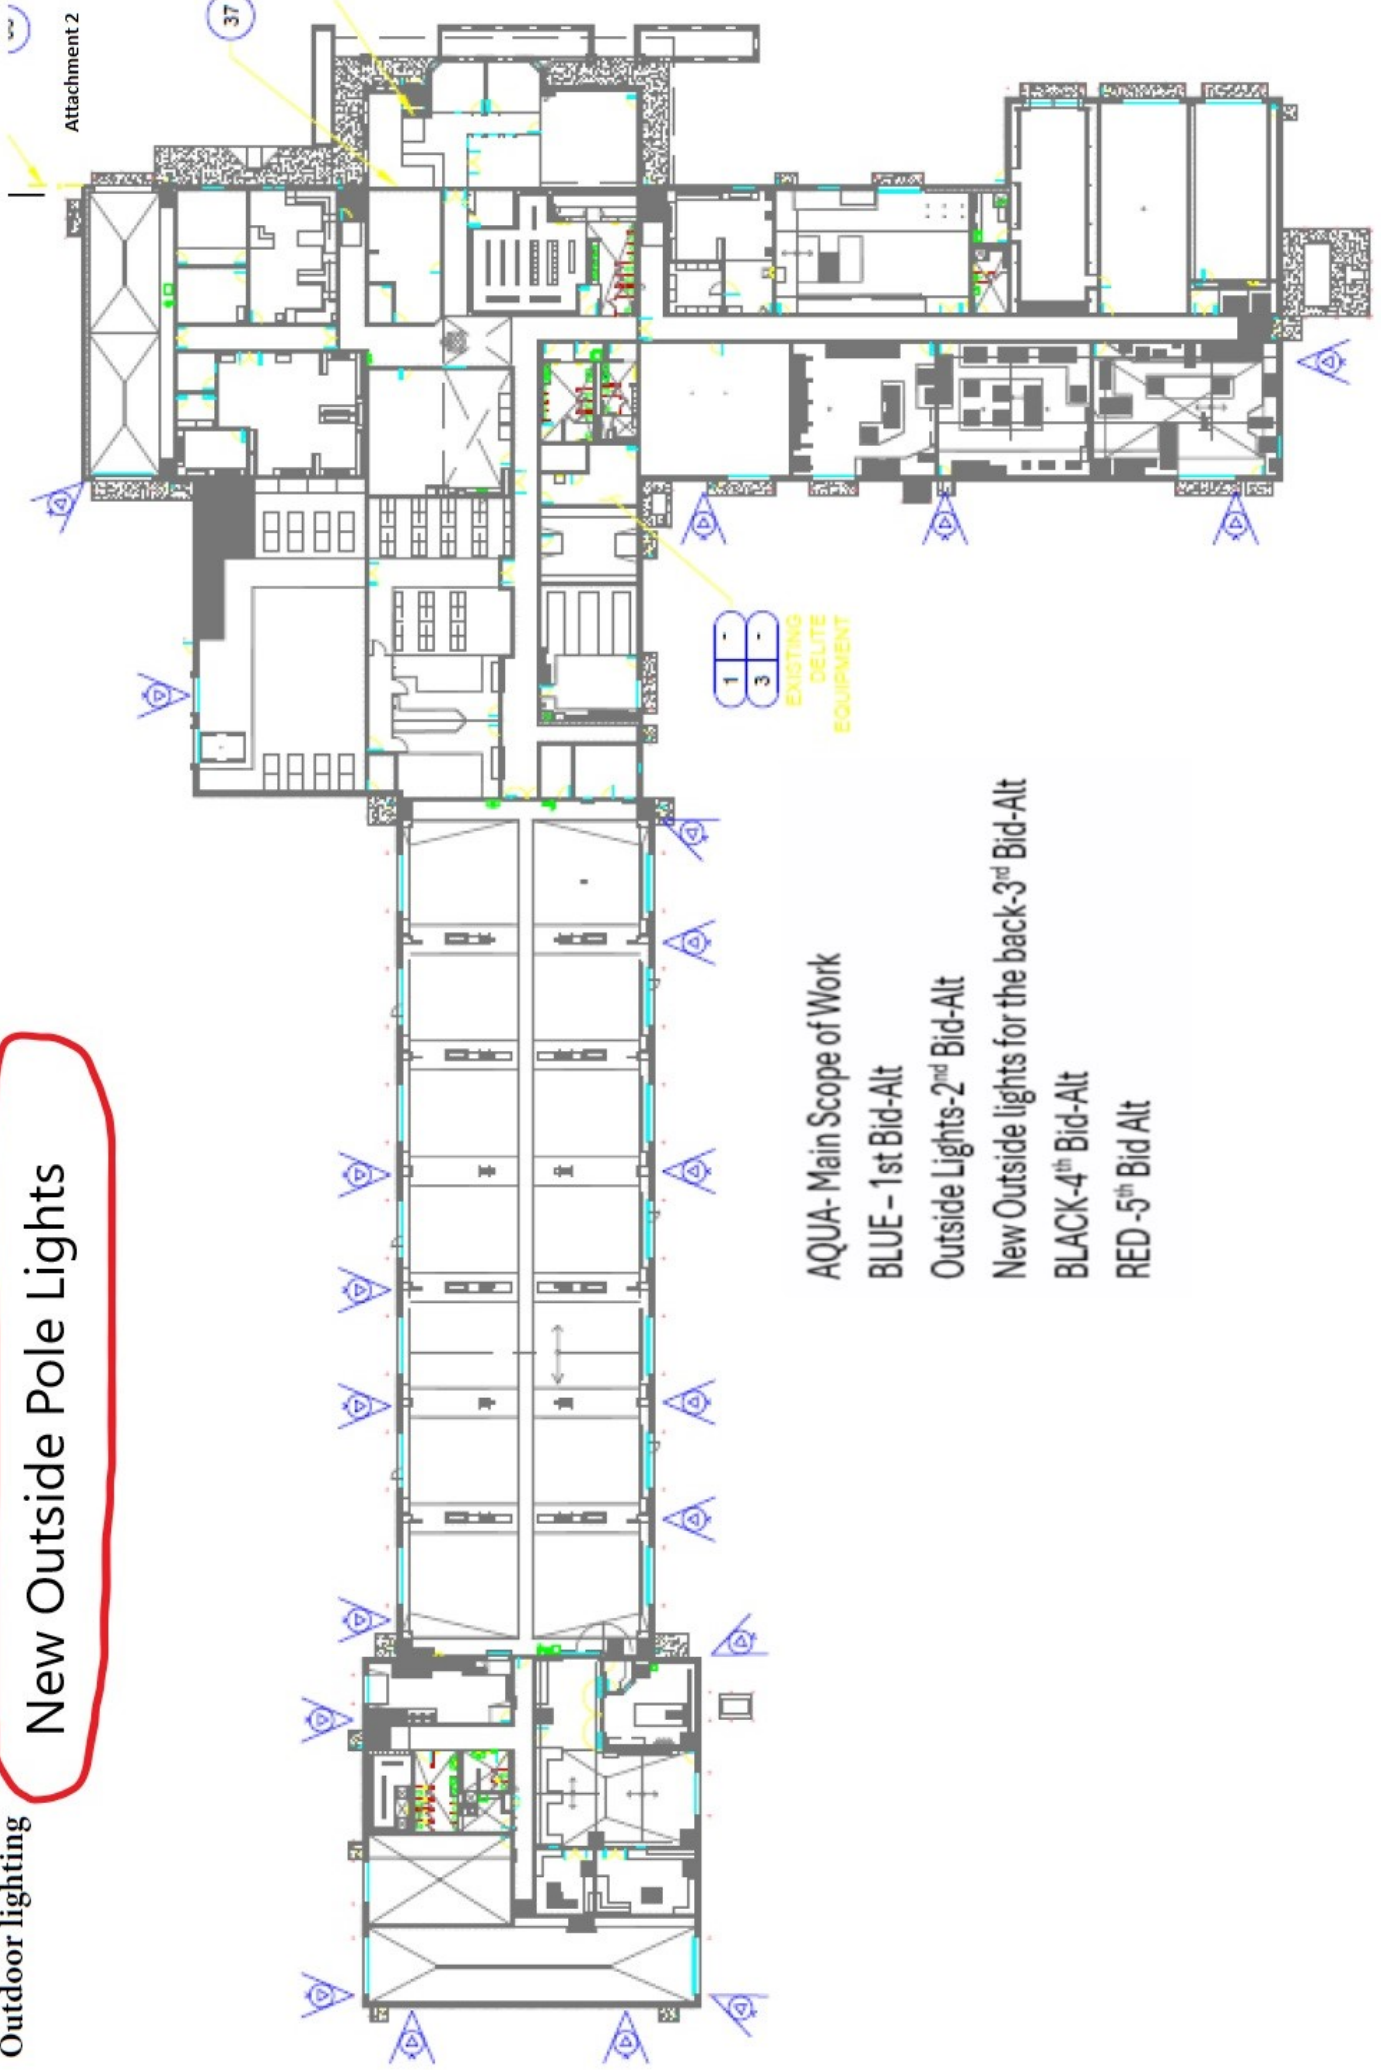 Outdoor lighting
New Outside Pole Lights
Attachment 2
37
1 -
3 -
EXISTING
DELITE
EQUIPMENT
AQUA- Main Scope of Work
BLUE – 1st Bid-Alt
Outside Lights-2nd Bid-Alt
New Outside lights for the back-3rd Bid-Alt
BLACK-4th Bid-Alt
RED -5th Bid Alt